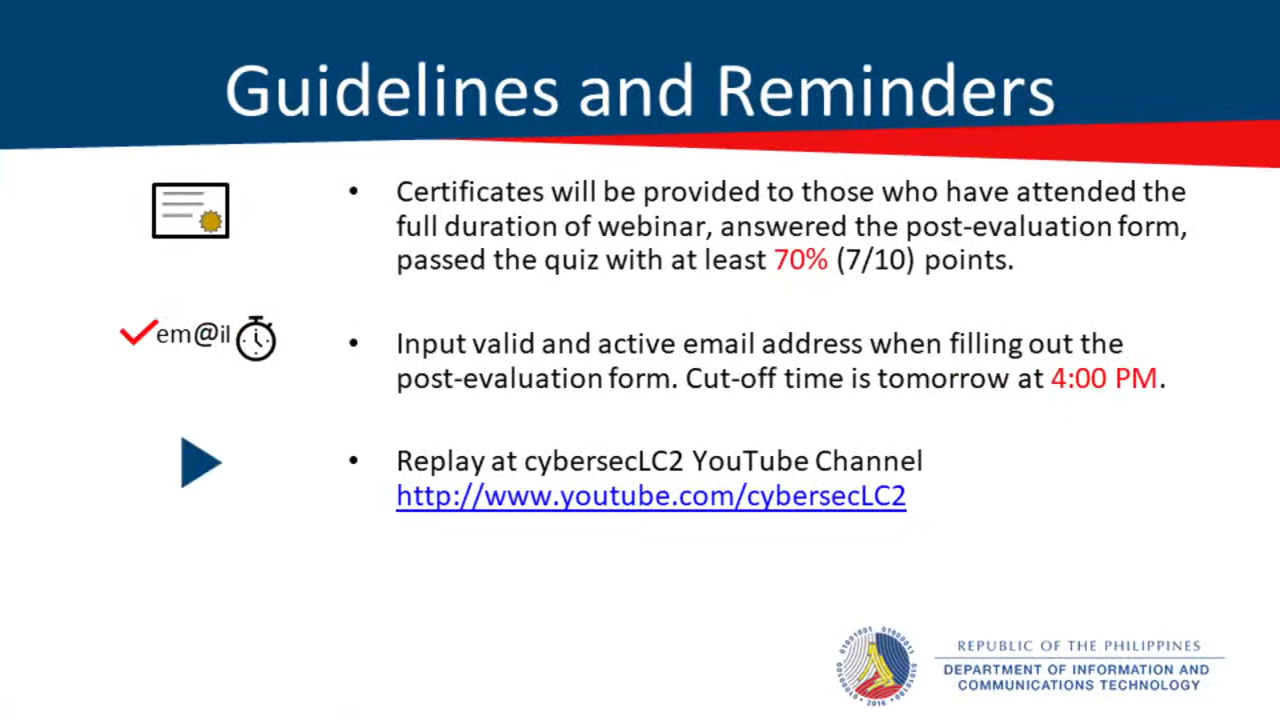 Guidelines and Reminders
• Certificates will be provided to those who have attended the
full duration of webinar, answered the post-evaluation form,
passed the quiz with at least 70% (7/10) points.
em@il
• Input valid and active email address when filling out the
post-evaluation form. Cut-off time is tomorrow at 4:00 PM.
• Replay at cybersecLC2 YouTube Channel
http://www.youtube.com/cybersecLC2
REPUBLIC OF THE PHILIPPINES
DEPARTMENT OF INFORMATION AND
COMMUNICATIONS TECHNOLOGY
2016